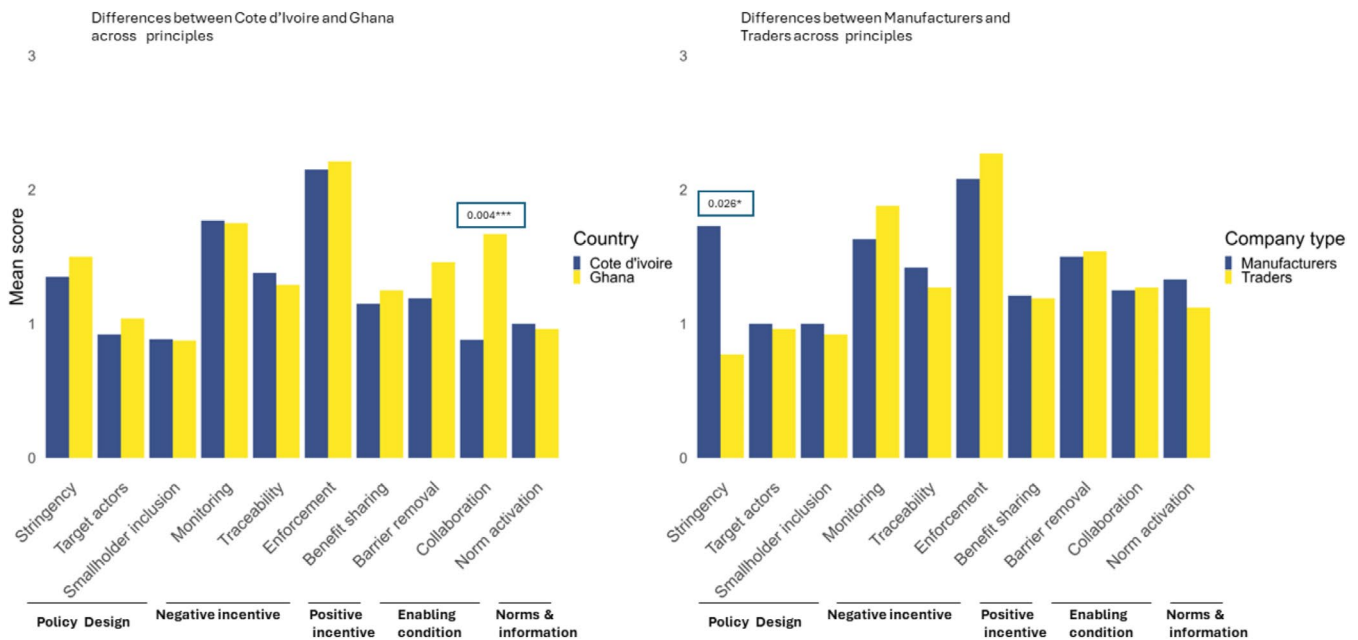 Differences between Cote d'Ivoire and Ghana
across principles
3
2
1
0
Mean score
0.004***
Country
Cote d'ivoire
Ghana
Stringency
Target actors
Smallholder inclusion
Monitoring
Traceability
Enforcement
Benefit sharing
Barrier removal
Collaboration
Norm activation
Policy Design
Negative incentive
Positive
incentive
Enabling
condition
Norms &
information
Differences between Manufacturers and
Traders across principles
3
2
1
0
0.026*
Company type
Manufacturers
Traders
Stringency
Target actors
Smallholder inclusion
Monitoring
Traceability
Enforcement
Benefit sharing
Barrier removal
Collaboration
Norm activation
Policy Design
Negative incentive
Positive
incentive
Enabling
condition
Norms &
information